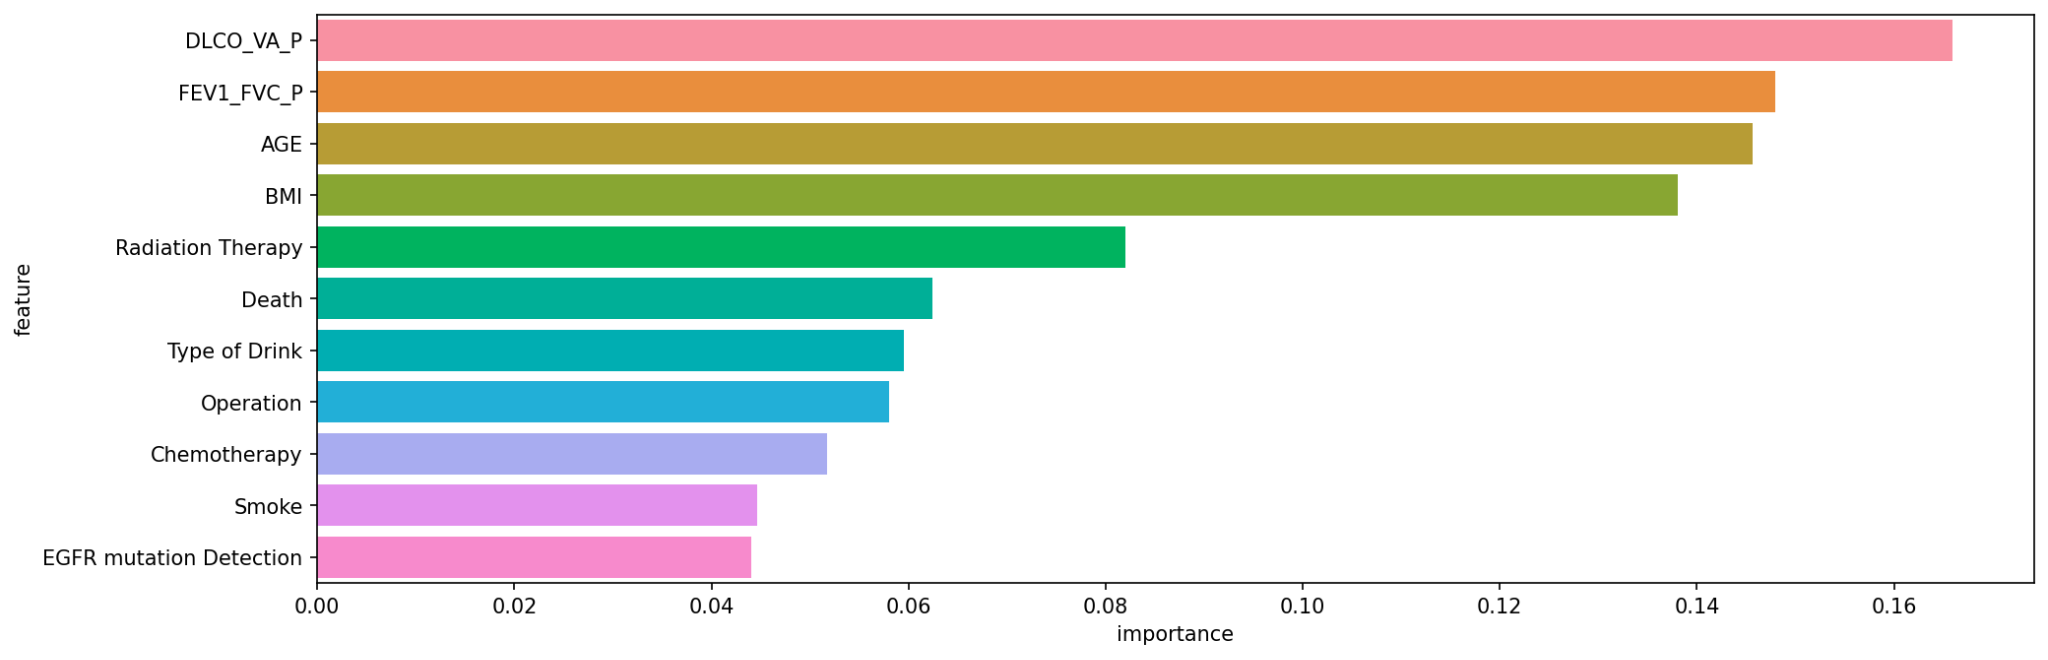 DLCO_VA_P
FEV1_FVC_P
AGE
BMI
Radiation Therapy
Death
Type of Drink
Operation
Chemotherapy
Smoke
EGFR mutation Detection
feature
0.00 0.02 0.04 0.06 0.08 0.10 0.12 0.14 0.16
importance